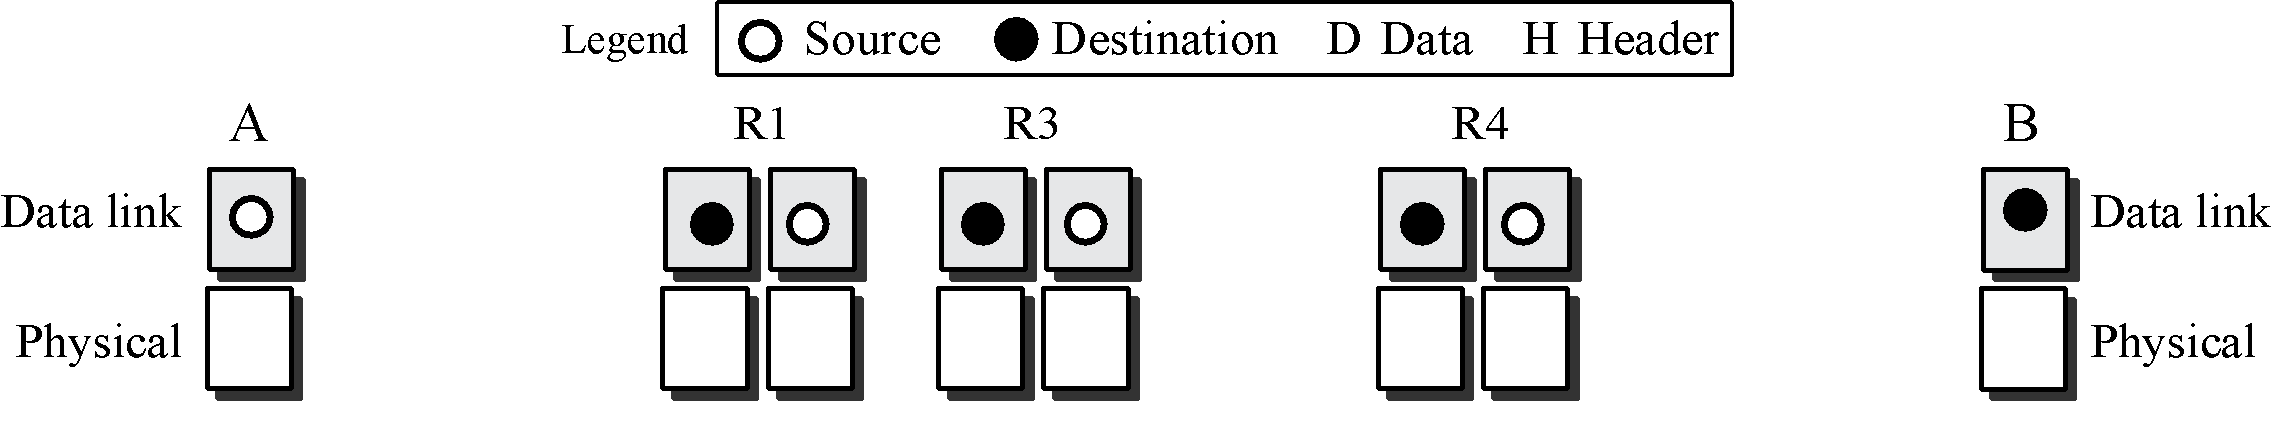 Legend Source Destination D Data H Header
A R1 R3 R4 B
Data link Data link
Physical Physical